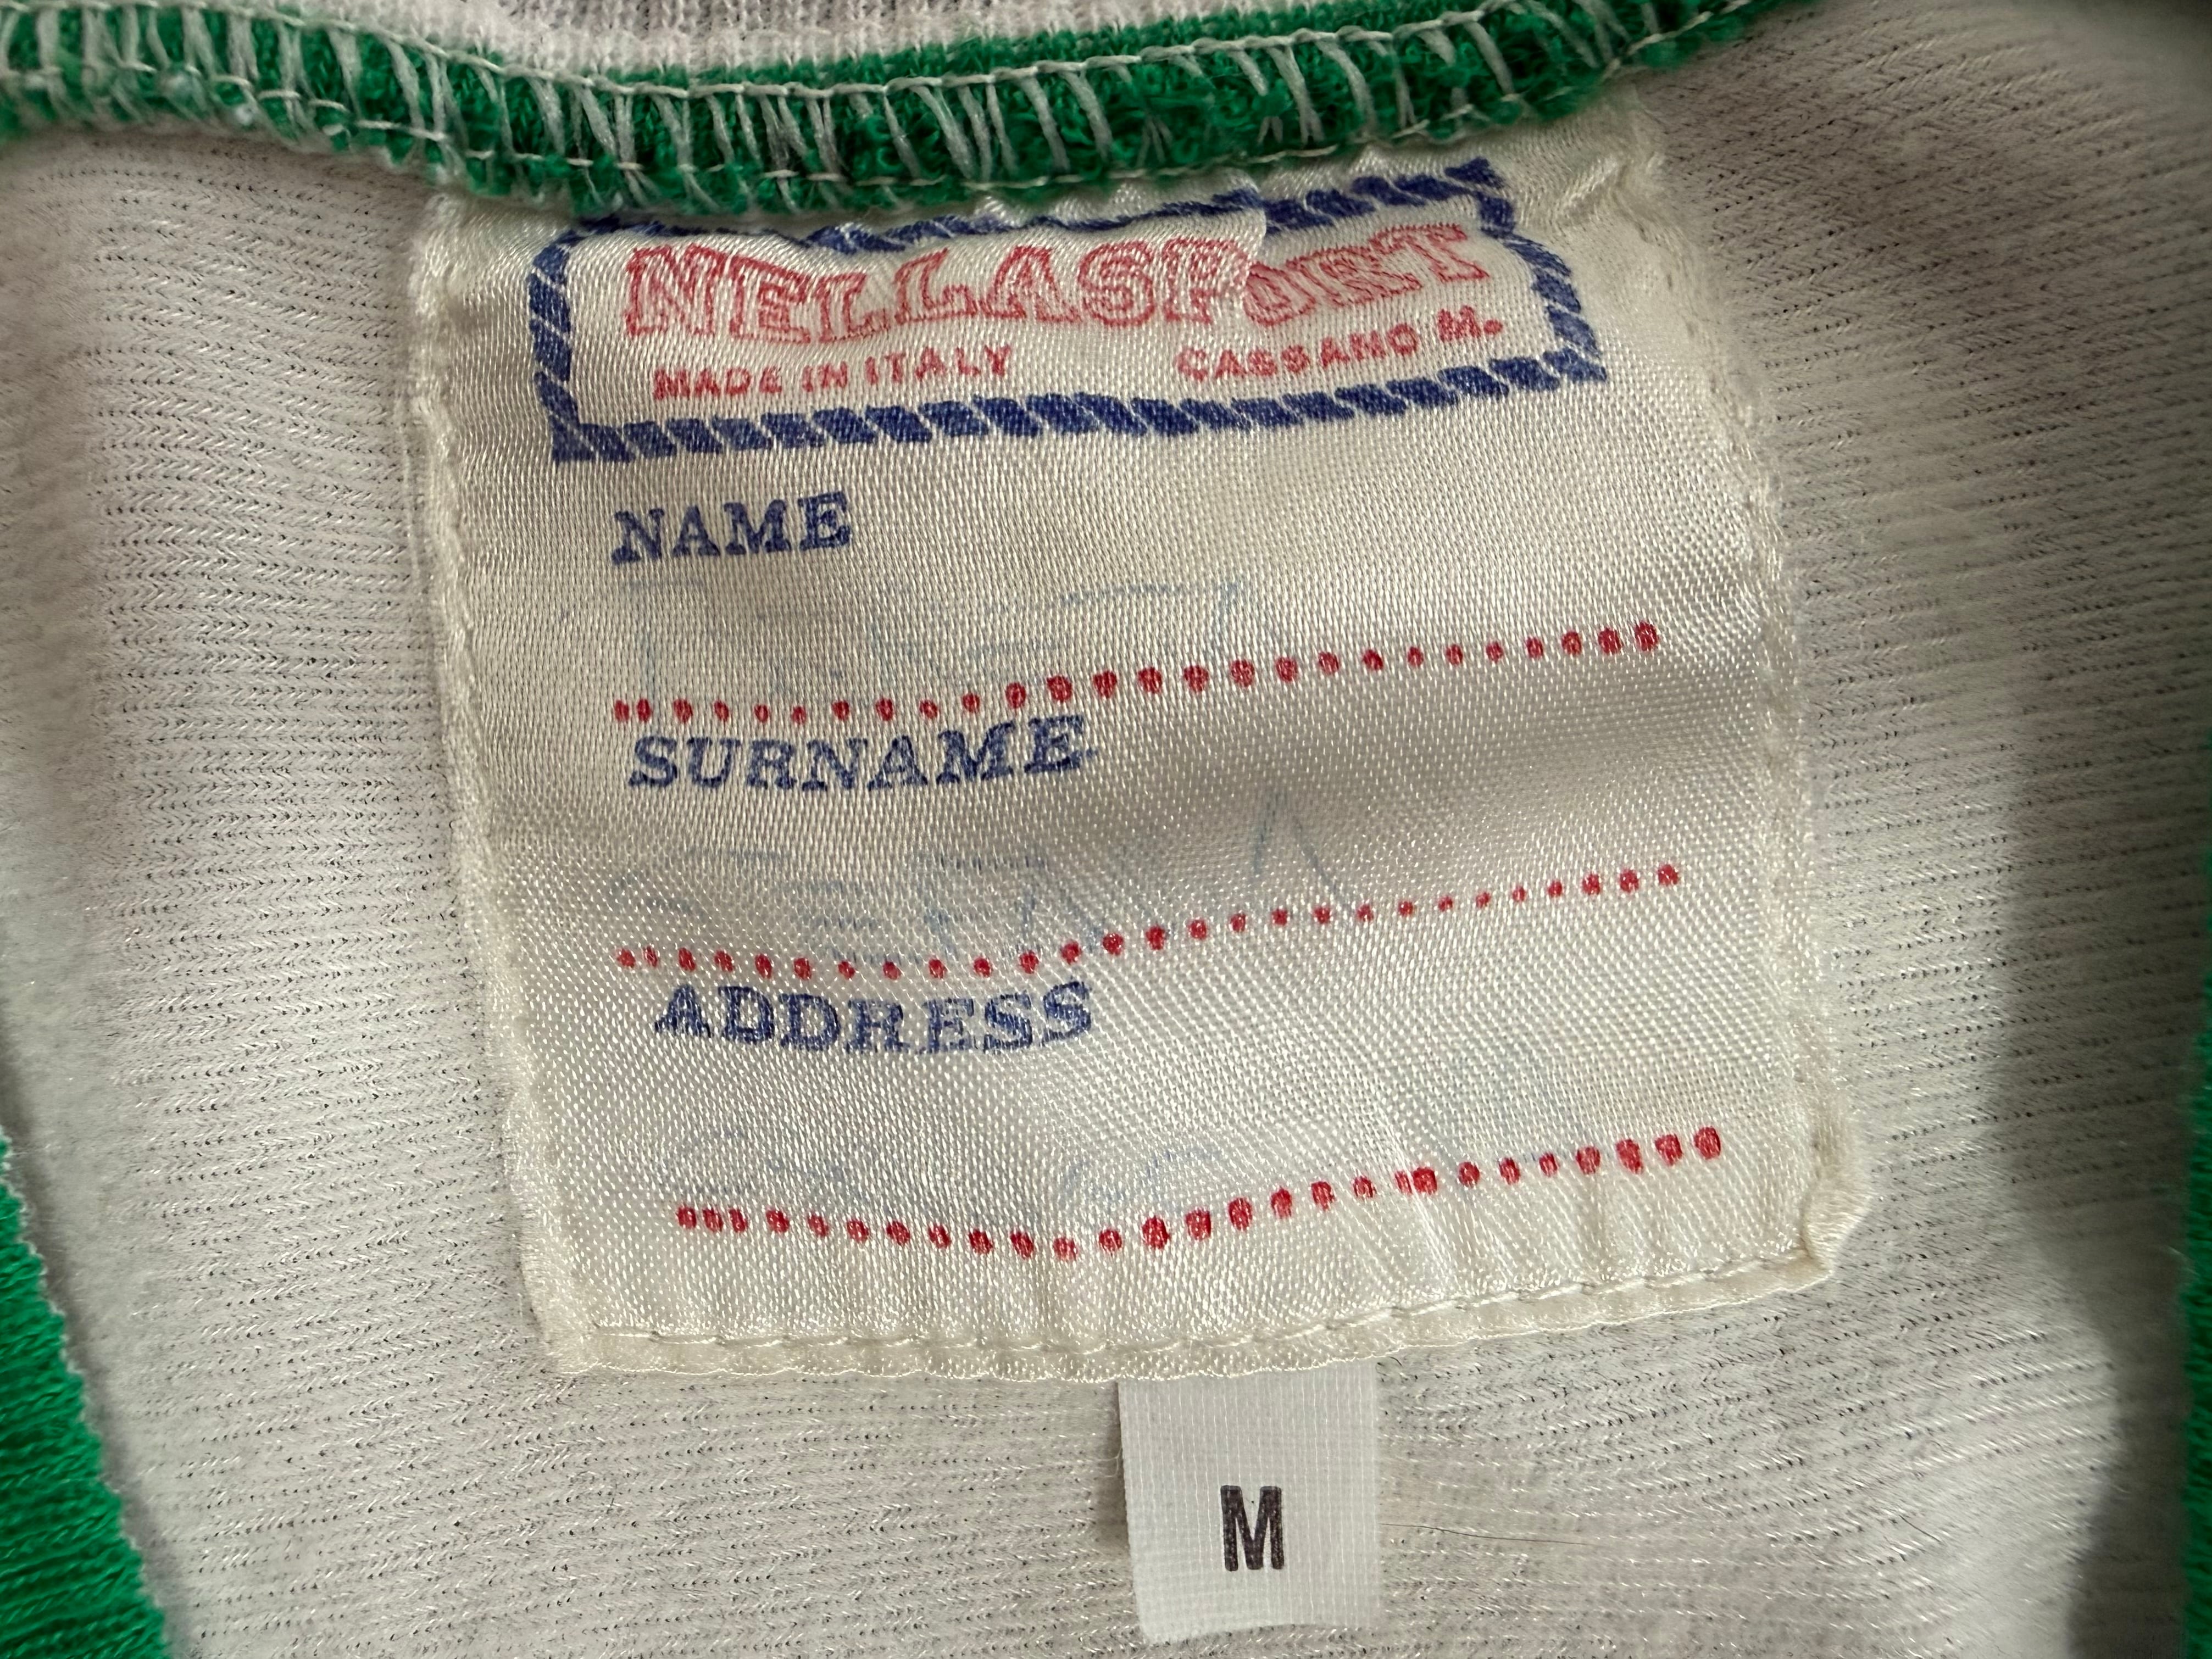 NELLASPORT
MADE IN ITALY CASSANO M.
NAME
SURNAME
ADDRESS
M